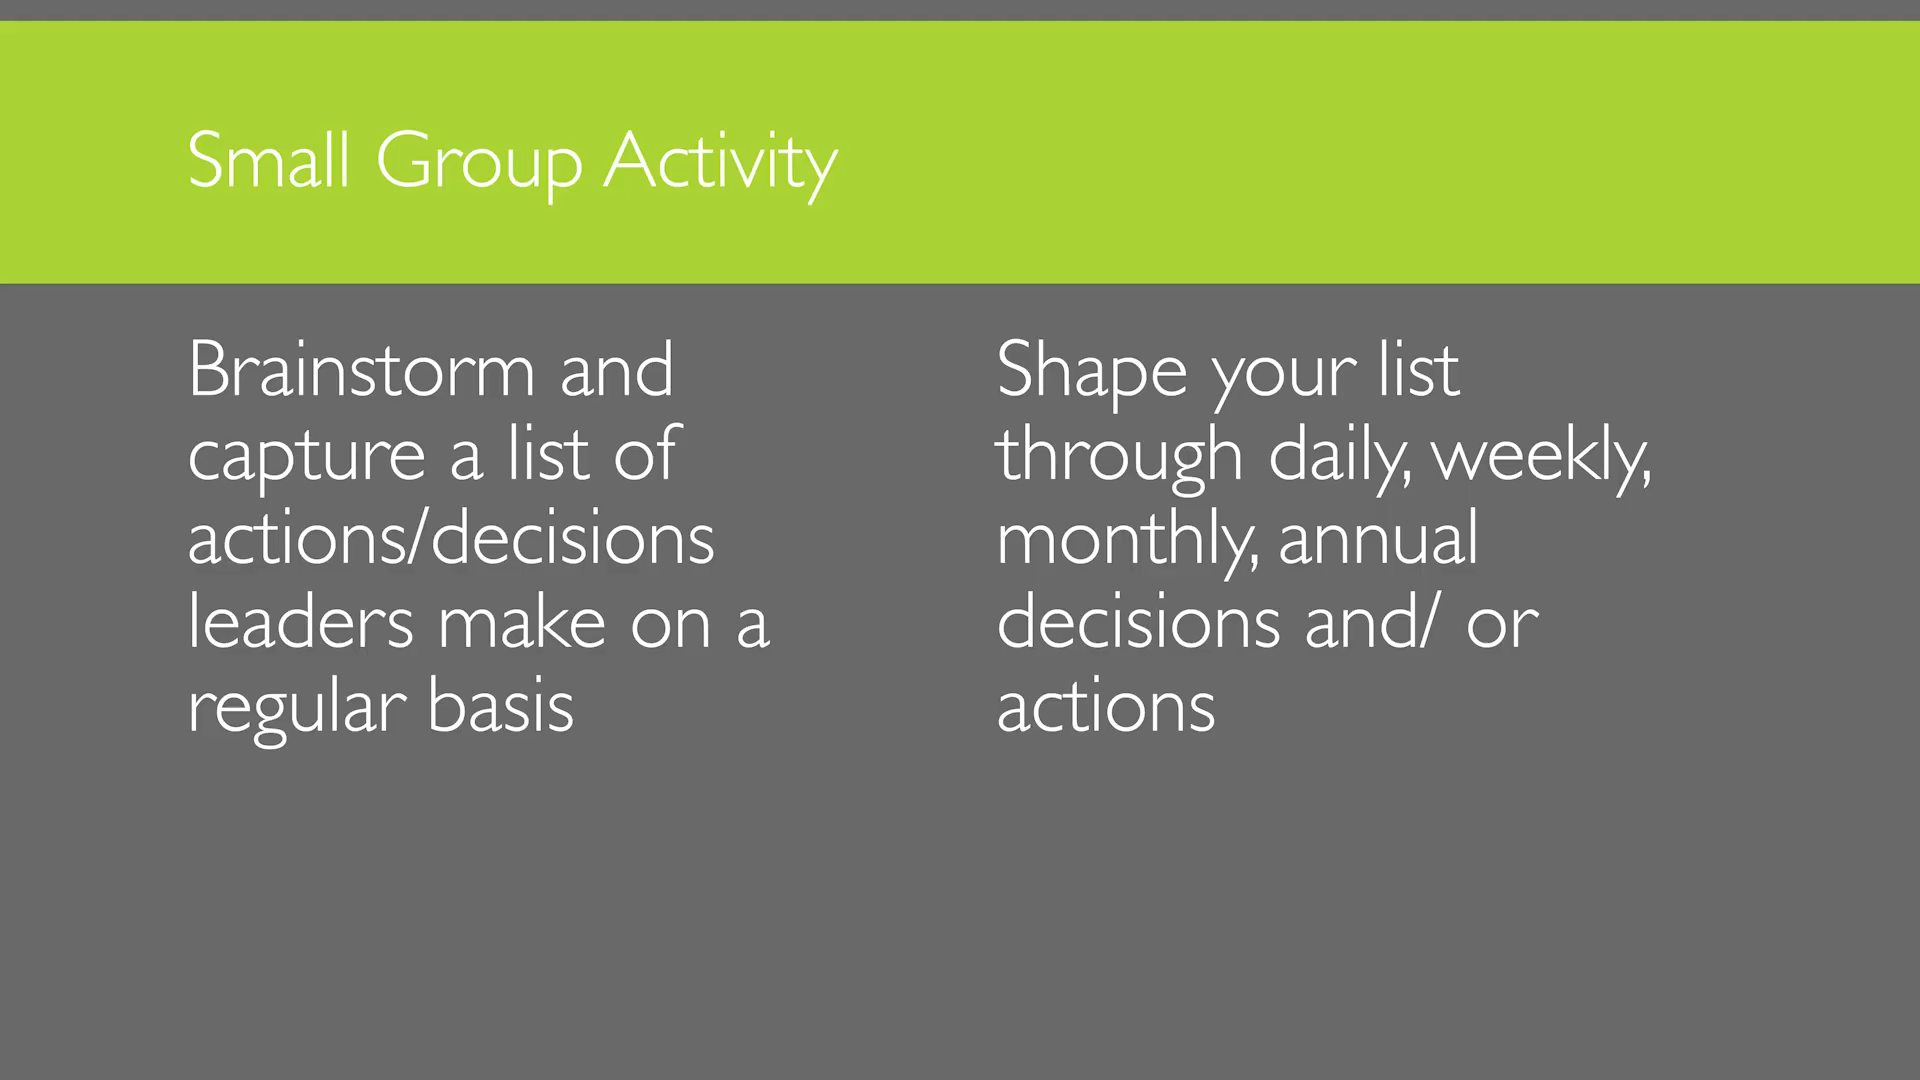 Small Group Activity
Brainstorm and
capture a list of
actions/decisions
leaders make on a
regular basis
Shape your list
through daily, weekly,
monthly, annual
decisions and/ or
actions